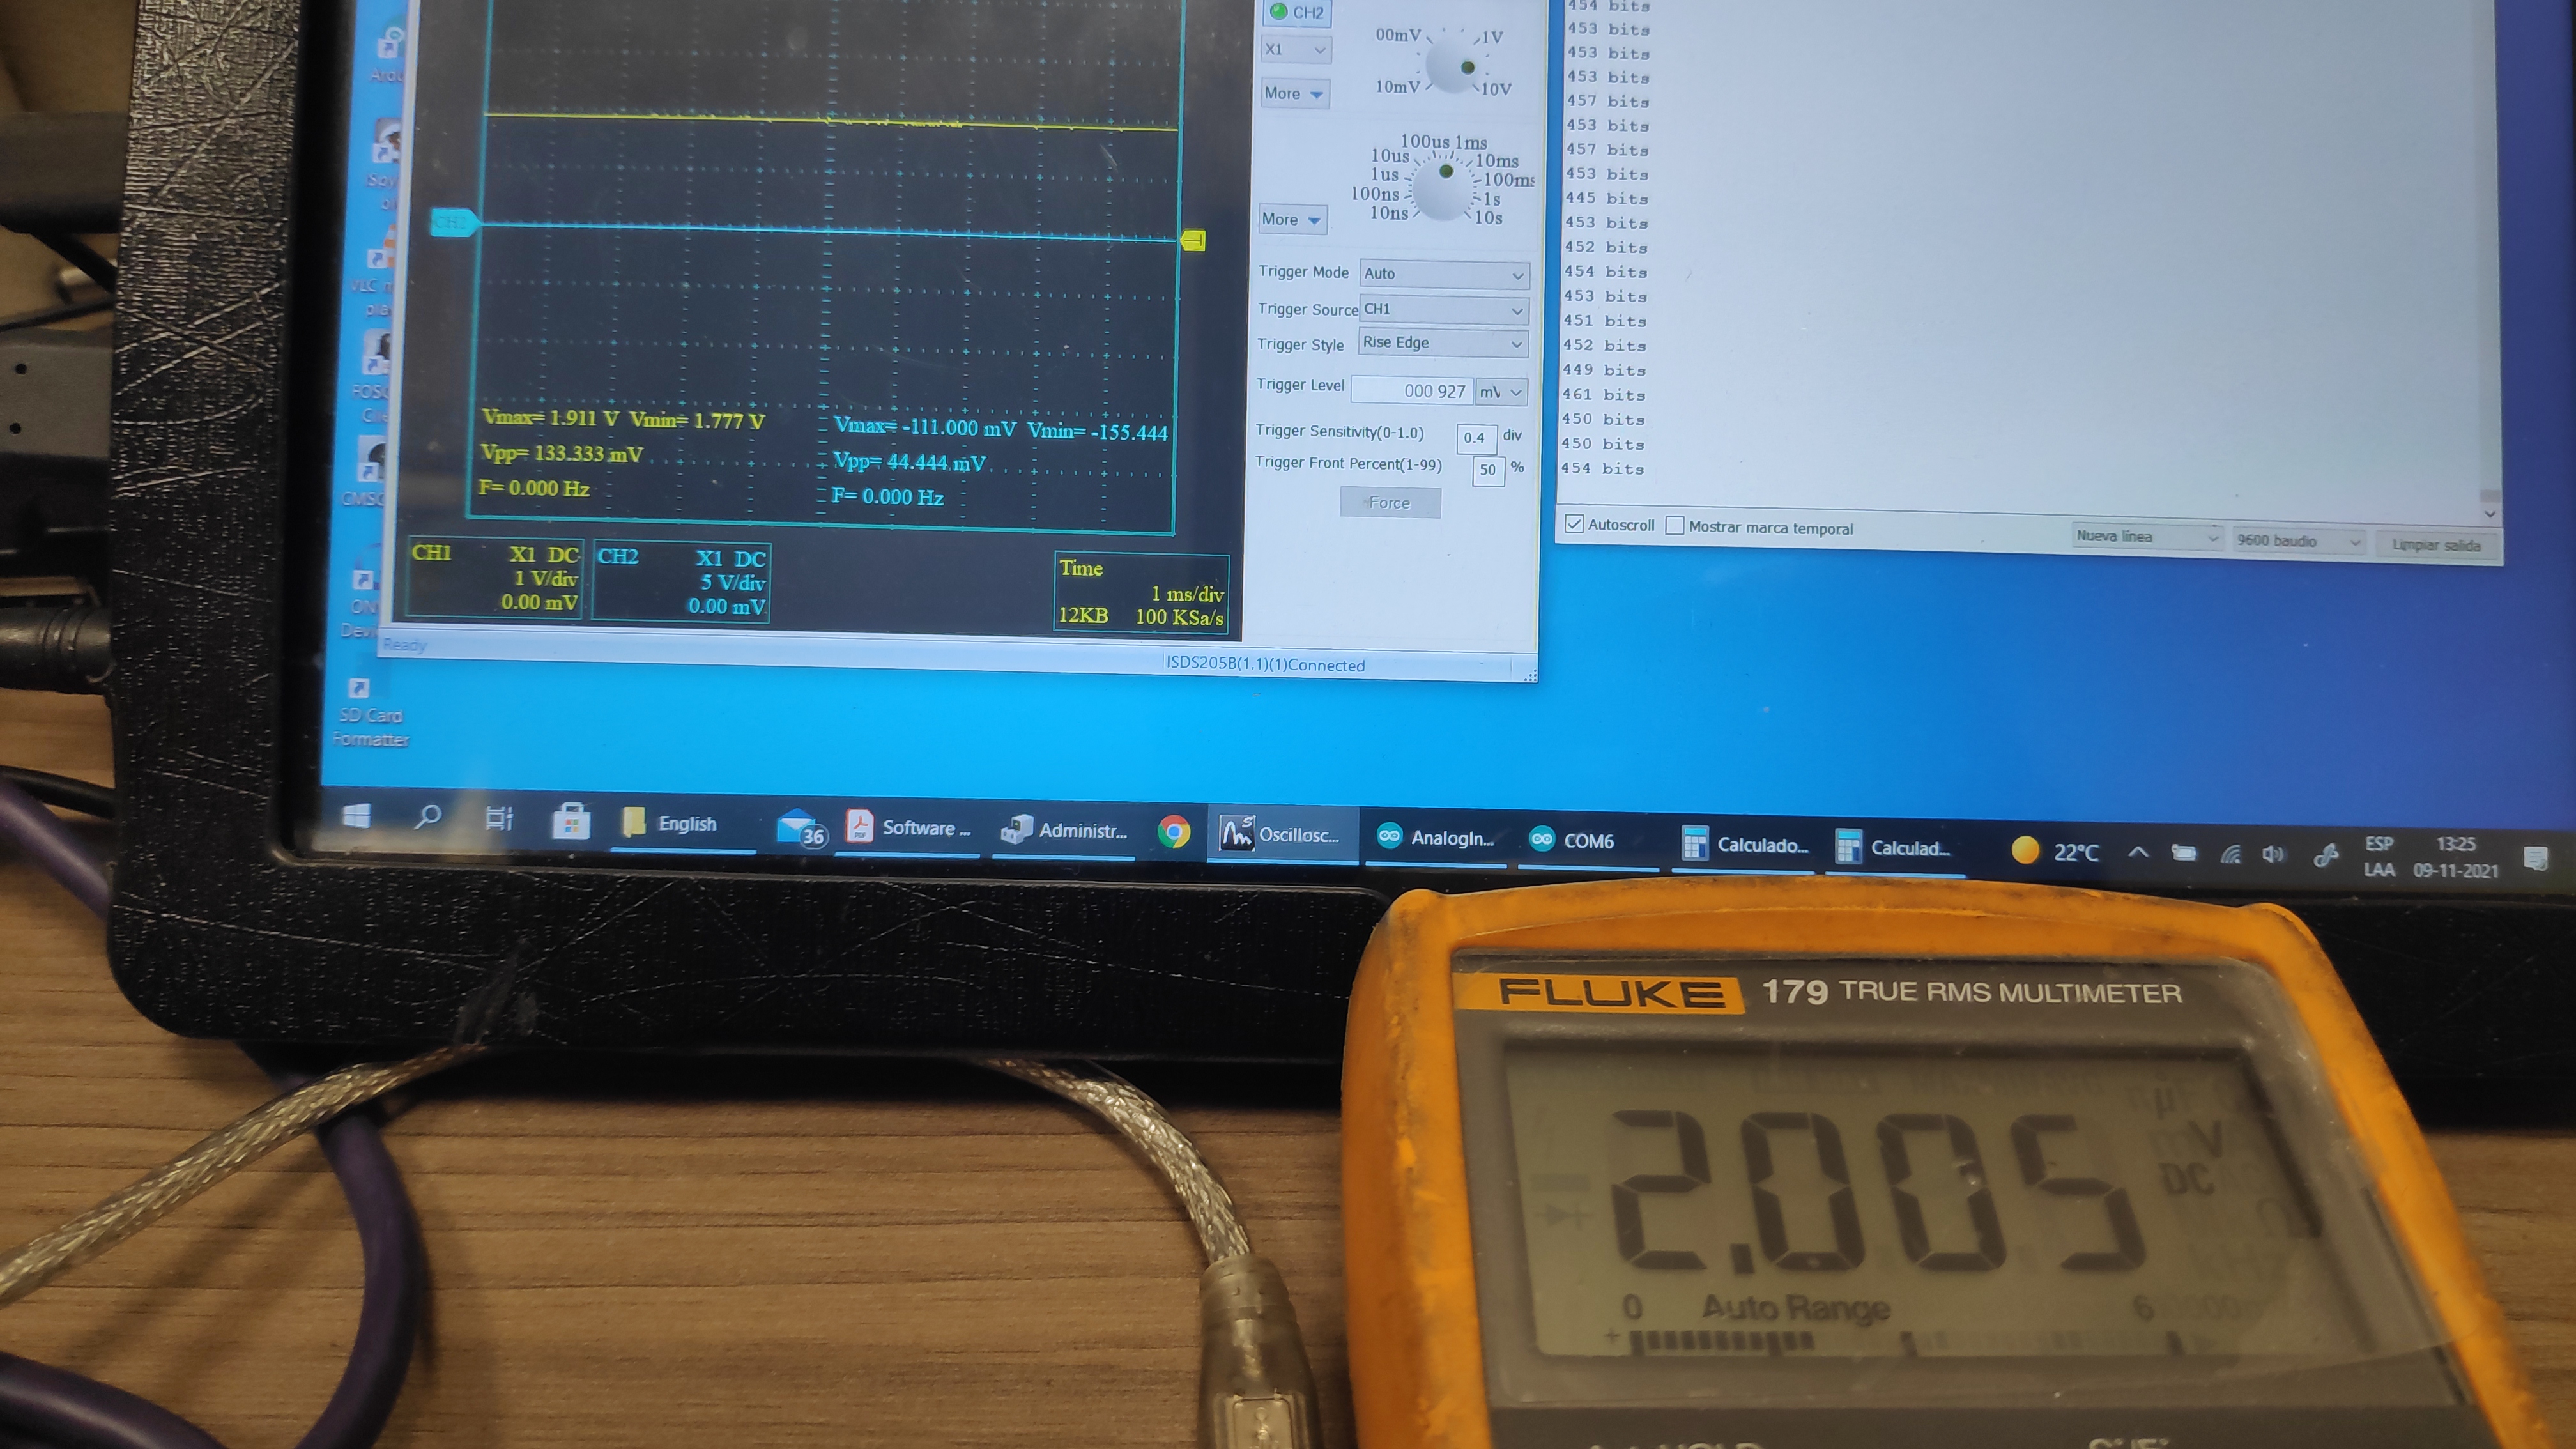 CH2
X1
More
00mV
1V
10mV
10V
100us 1ms
10us
10ms
1us
100ms
100ns
1s
10ns
10s
More
Trigger Mode Auto
Trigger Source CH1
Trigger Style Rise Edge
Trigger Level 000 927 mV
Trigger Sensitivity(0-1.0) 0.4 div
Trigger Front Percent(1-99) 50 %
Force
CH2
Vmax= 1.911 V Vmin= 1.777 V
Vpp= 133.333 mV
F= 0.000 Hz
Vmax= -111.000 mV Vmin= -155.444
Vpp= 44.444 mV
F= 0.000 Hz
CH1 X1 DC
1 V/div
0.00 mV
CH2 X1 DC
5 V/div
0.00 mV
Time
1 ms/div
12KB 100 KSa/s
Ready
ISDS205B(1.1)(1)Connected
454 bits
453 bits
453 bits
453 bits
457 bits
453 bits
457 bits
453 bits
445 bits
453 bits
452 bits
454 bits
453 bits
451 bits
452 bits
449 bits
461 bits
450 bits
450 bits
454 bits
Autoscroll Mostrar marca temporal Nueva línea 9600 baudio Limpiar salida
SD Card
Formatter
English
36
Software ...
Administr...
Oscillosc...
AnalogIn...
COM6
Calculado...
Calculad...
22°C
ESP
LAA
13:25
09-11-2021
FLUKE 179 TRUE RMS MULTIMETER
2.005
V
DC
0 Auto Range 6